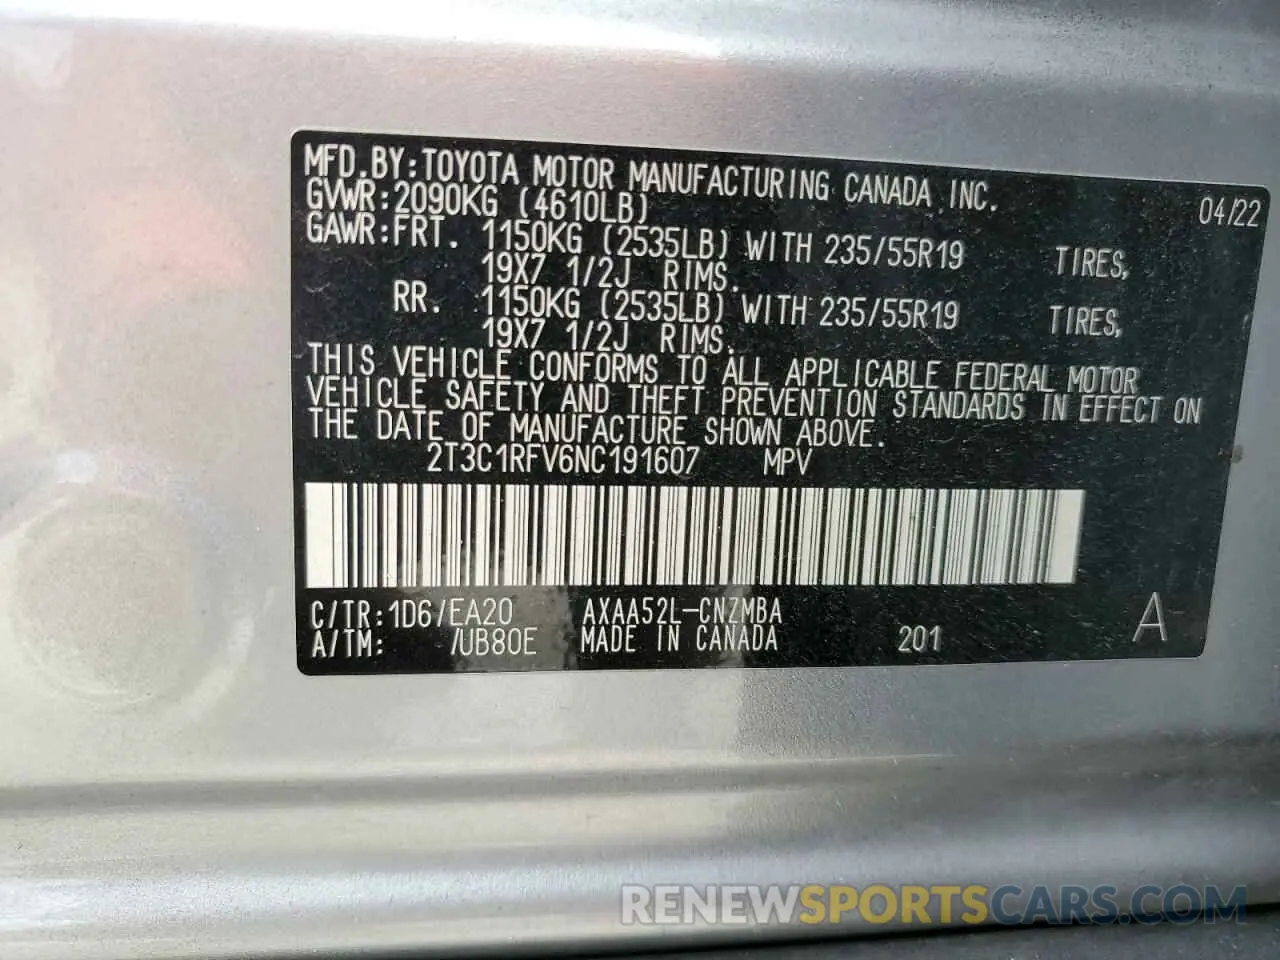 MFD.BY:TOYOTA MOTOR MANUFACTURING CANADA INC. 04/22
GVWR:2090KG (4610LB)
GAWR:FRT. 1150KG (2535LB) WITH 235/55R19 TIRES,
19X7 1/2J RIMS.
RR. 1150KG (2535LB) WITH 235/55R19 TIRES,
19X7 1/2J RIMS.
THIS VEHICLE CONFORMS TO ALL APPLICABLE FEDERAL MOTOR
VEHICLE SAFETY AND THEFT PREVENTION STANDARDS IN EFFECT ON
THE DATE OF MANUFACTURE SHOWN ABOVE.
2T3C1RFV6NC191607 MPV
C/TR:1D6/EA20 AXAA52L-CNZMBA
A/TM: /UB80E MADE IN CANADA 201 A
RENEWSPORTSCARS.COM